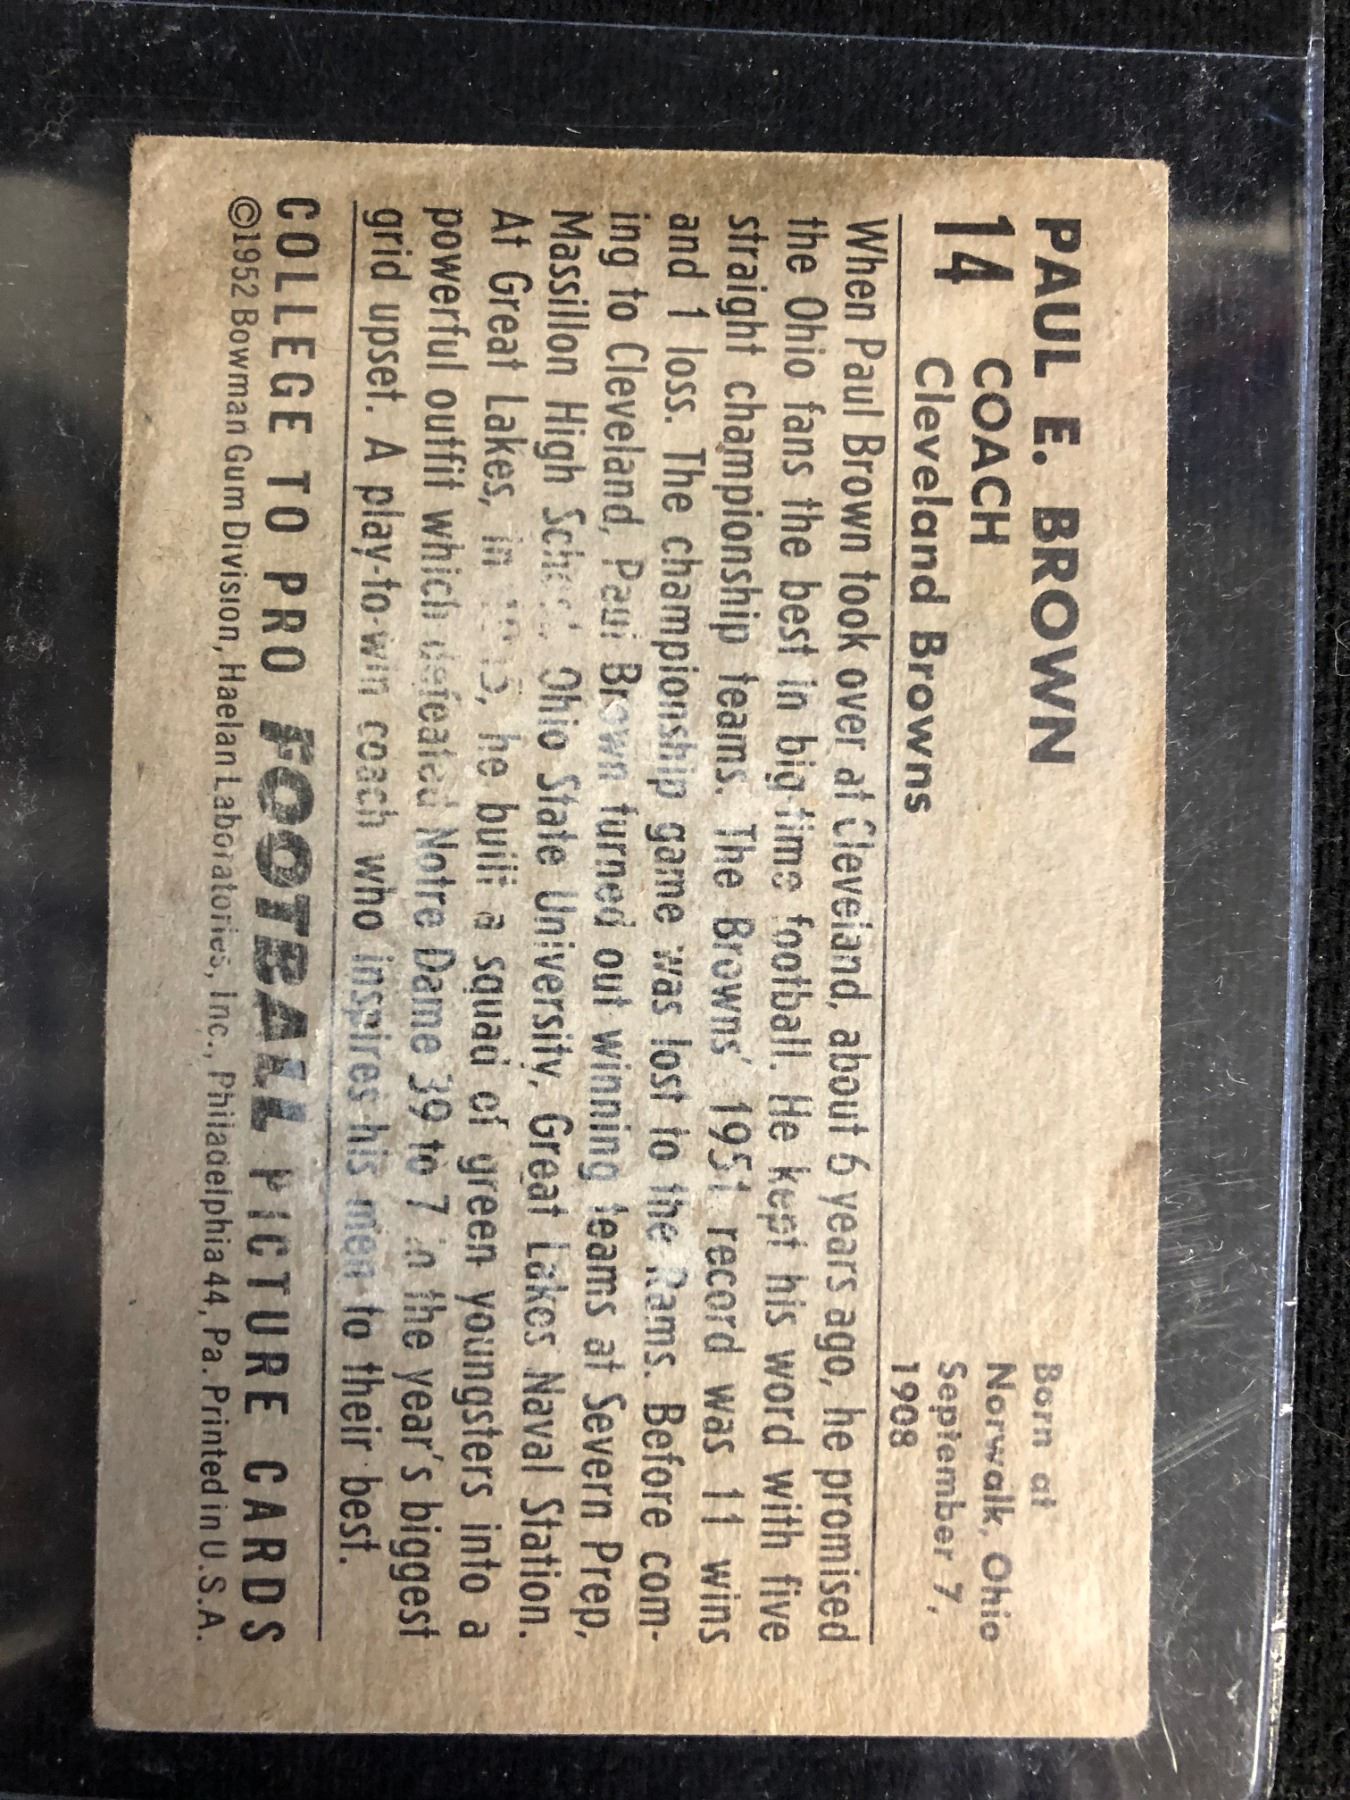 PAUL E. BROWN
14 COACH
Cleveland Browns
Born at
Norwalk, Ohio
September 7,
1908
When Paul Brown took over at Cleveland, about 6 years ago, he promised
the Ohio fans the best in big-time football. He kept his word with five
straight championship teams. The Browns' 1951 record was 11 wins
and 1 loss. The championship game was lost to the Rams. Before com-
ing to Cleveland, Paul Brown turned out winning teams at Severn Prep,
Massillon High School, Ohio State University, Great Lakes Naval Station.
At Great Lakes, in he built a squad of green youngsters into a
powerful outfit which defeated Notre Dame 39 to 7 in the year's biggest
grid upset. A play-to-win coach who inspires his men to their best.
COLLEGE TO PRO FOOTBALL PICTURE CARDS
©1952 Bowman Gum Division, Haelan Laboratories, Inc., Philadelphia 44, Pa. Printed in U.S.A.